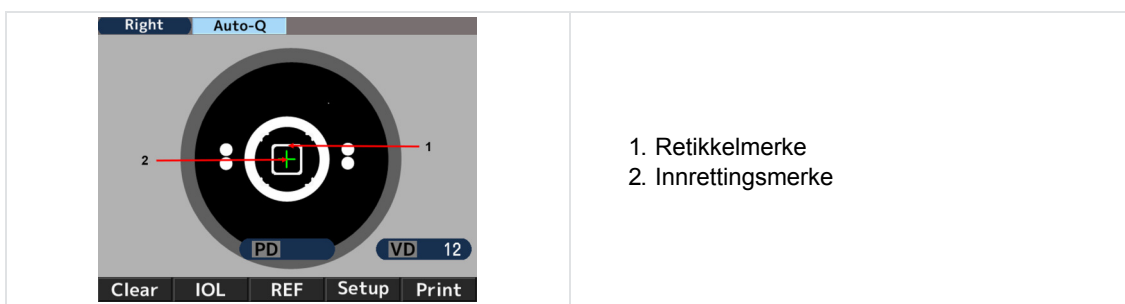 Right Auto-Q
1
2
PD VD 12
Clear IOL REF Setup Print
1. Retikkelmerke
2. Innrettingsmerke